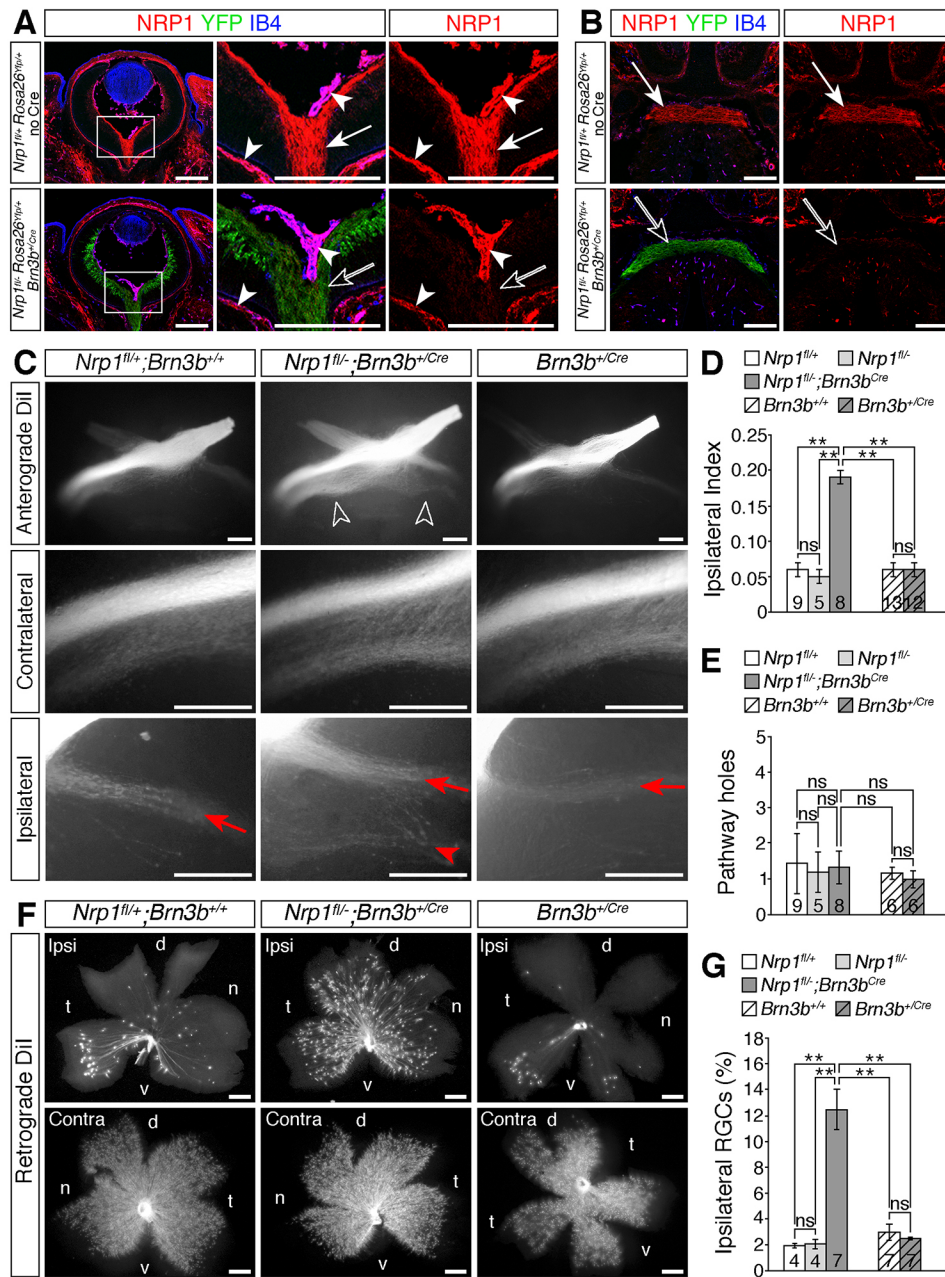 A
NRP1 YFP IB4
NRP1
Nrp1fl/+ Rosa26Yfp/+
no Cre
Nrp1fl/- Rosa26Yfp/+
Brn3b+/Cre
B
NRP1 YFP IB4
NRP1
Nrp1fl/+ Rosa26Yfp/+
no Cre
Nrp1fl/- Rosa26Yfp/+
Brn3b+/Cre
C
Nrp1fl/+;Brn3b+/+
Nrp1fl/-;Brn3b+/Cre
Brn3b+/Cre
Anterograde DiI
Contralateral
Ipsilateral
D
Nrp1fl/+ Nrp1fl/-
Nrp1fl/-;Brn3bCre
Brn3b+/+ Brn3b+/Cre
Ipsilateral Index
0.25
0.20
0.15
0.10
0.05
0
** **
** **
ns ns
9 5 8 13 12
E
Nrp1fl/+ Nrp1fl/-
Nrp1fl/-;Brn3bCre
Brn3b+/+ Brn3b+/Cre
Pathway holes
5
4
3
2
1
0
ns ns
ns ns
ns ns
9 5 8 6 6
F
Nrp1fl/+;Brn3b+/+
Nrp1fl/-;Brn3b+/Cre
Brn3b+/Cre
Retrograde DiI
Ipsi d t n v
Ipsi d t n v
Ipsi d t n v
Contra d n t v
Contra d n t v
Contra d t t v
G
Nrp1fl/+ Nrp1fl/-
Nrp1fl/-;Brn3bCre
Brn3b+/+ Brn3b+/Cre
Ipsilateral RGCs (%)
18
16
14
12
10
8
6
4
2
0
** **
** **
ns ns
4 4 7 7 7